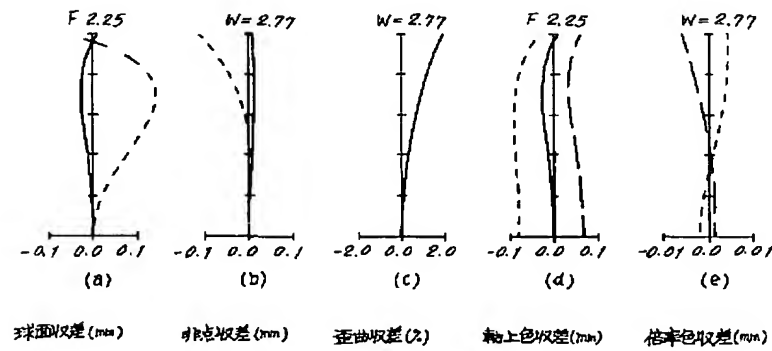 F 2.25
W = 2.77
W = 2.77
F 2.25
W = 2.77
-0.1 0.0 0.1
-0.1 0.0 0.1
-2.0 0.0 2.0
-0.1 0.0 0.1
-0.01 0.0 0.01
(a)
(b)
(c)
(d)
(e)
球面収差(mm)
非点収差(mm)
歪曲収差(%)
軸上色収差(mm)
倍率色収差(mm)